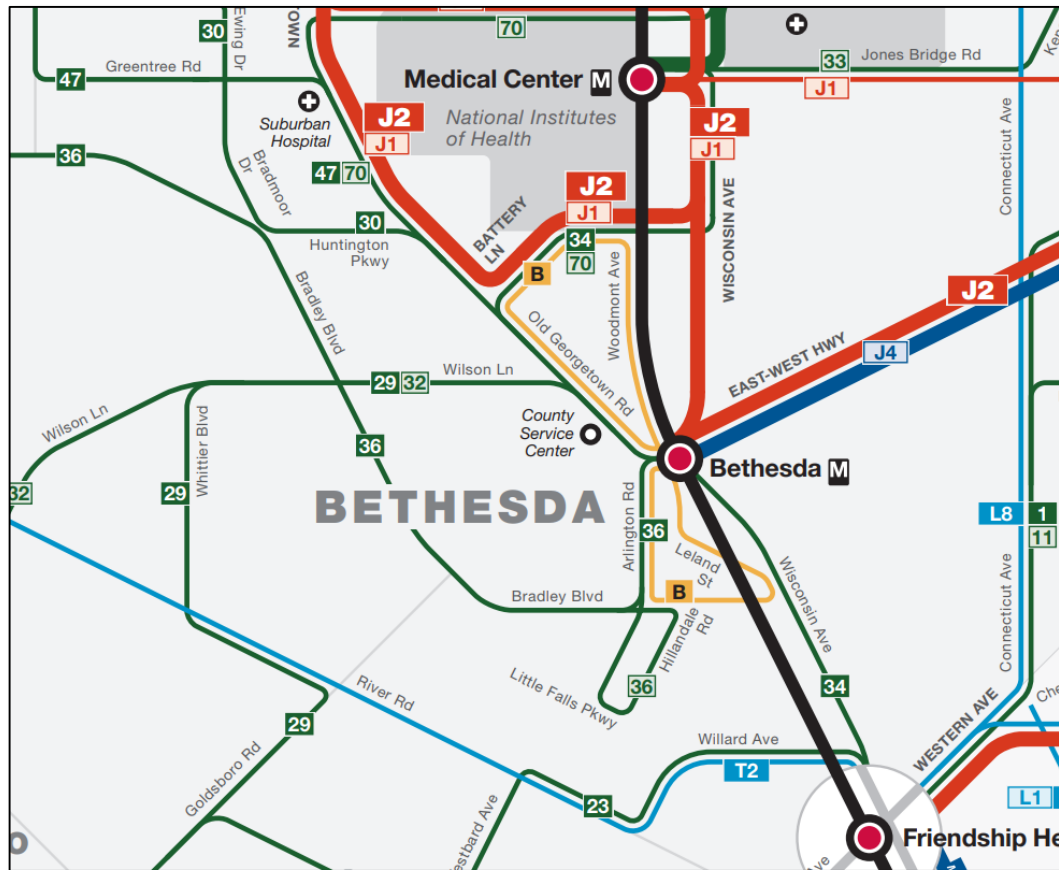 TOWN
J1
70
30
Ewing Dr
33
Jones Bridge Rd
Greentree Rd
47
Medical Center M
J1
Suburban
Hospital
J2
J1
National Institutes
of Health
J2
J1
Connecticut Ave
36
47 70
Bradmoor
Dr
J2
J1
30
BATTERY
LN
34
70
Huntington
Pkwy
B
Woodmont Ave
WISCONSIN AVE
J2
Bradley Blvd
Old Georgetown Rd
EAST-WEST HWY
J4
Wilson Ln
29 32
Wilson Ln
Whittier Blvd
County
Service
Center
36
Bethesda M
32
29
BETHESDA
Arlington Rd
36
L8 1
11
Leland
St
Wisconsin Ave
B
Bradley Blvd
Hillandale
Rd
Connecticut Ave
36
34
Little Falls Pkwy
River Rd
29
Willard Ave
WESTERN AVE
T2
Goldsboro Rd
23
L1
Friendship He